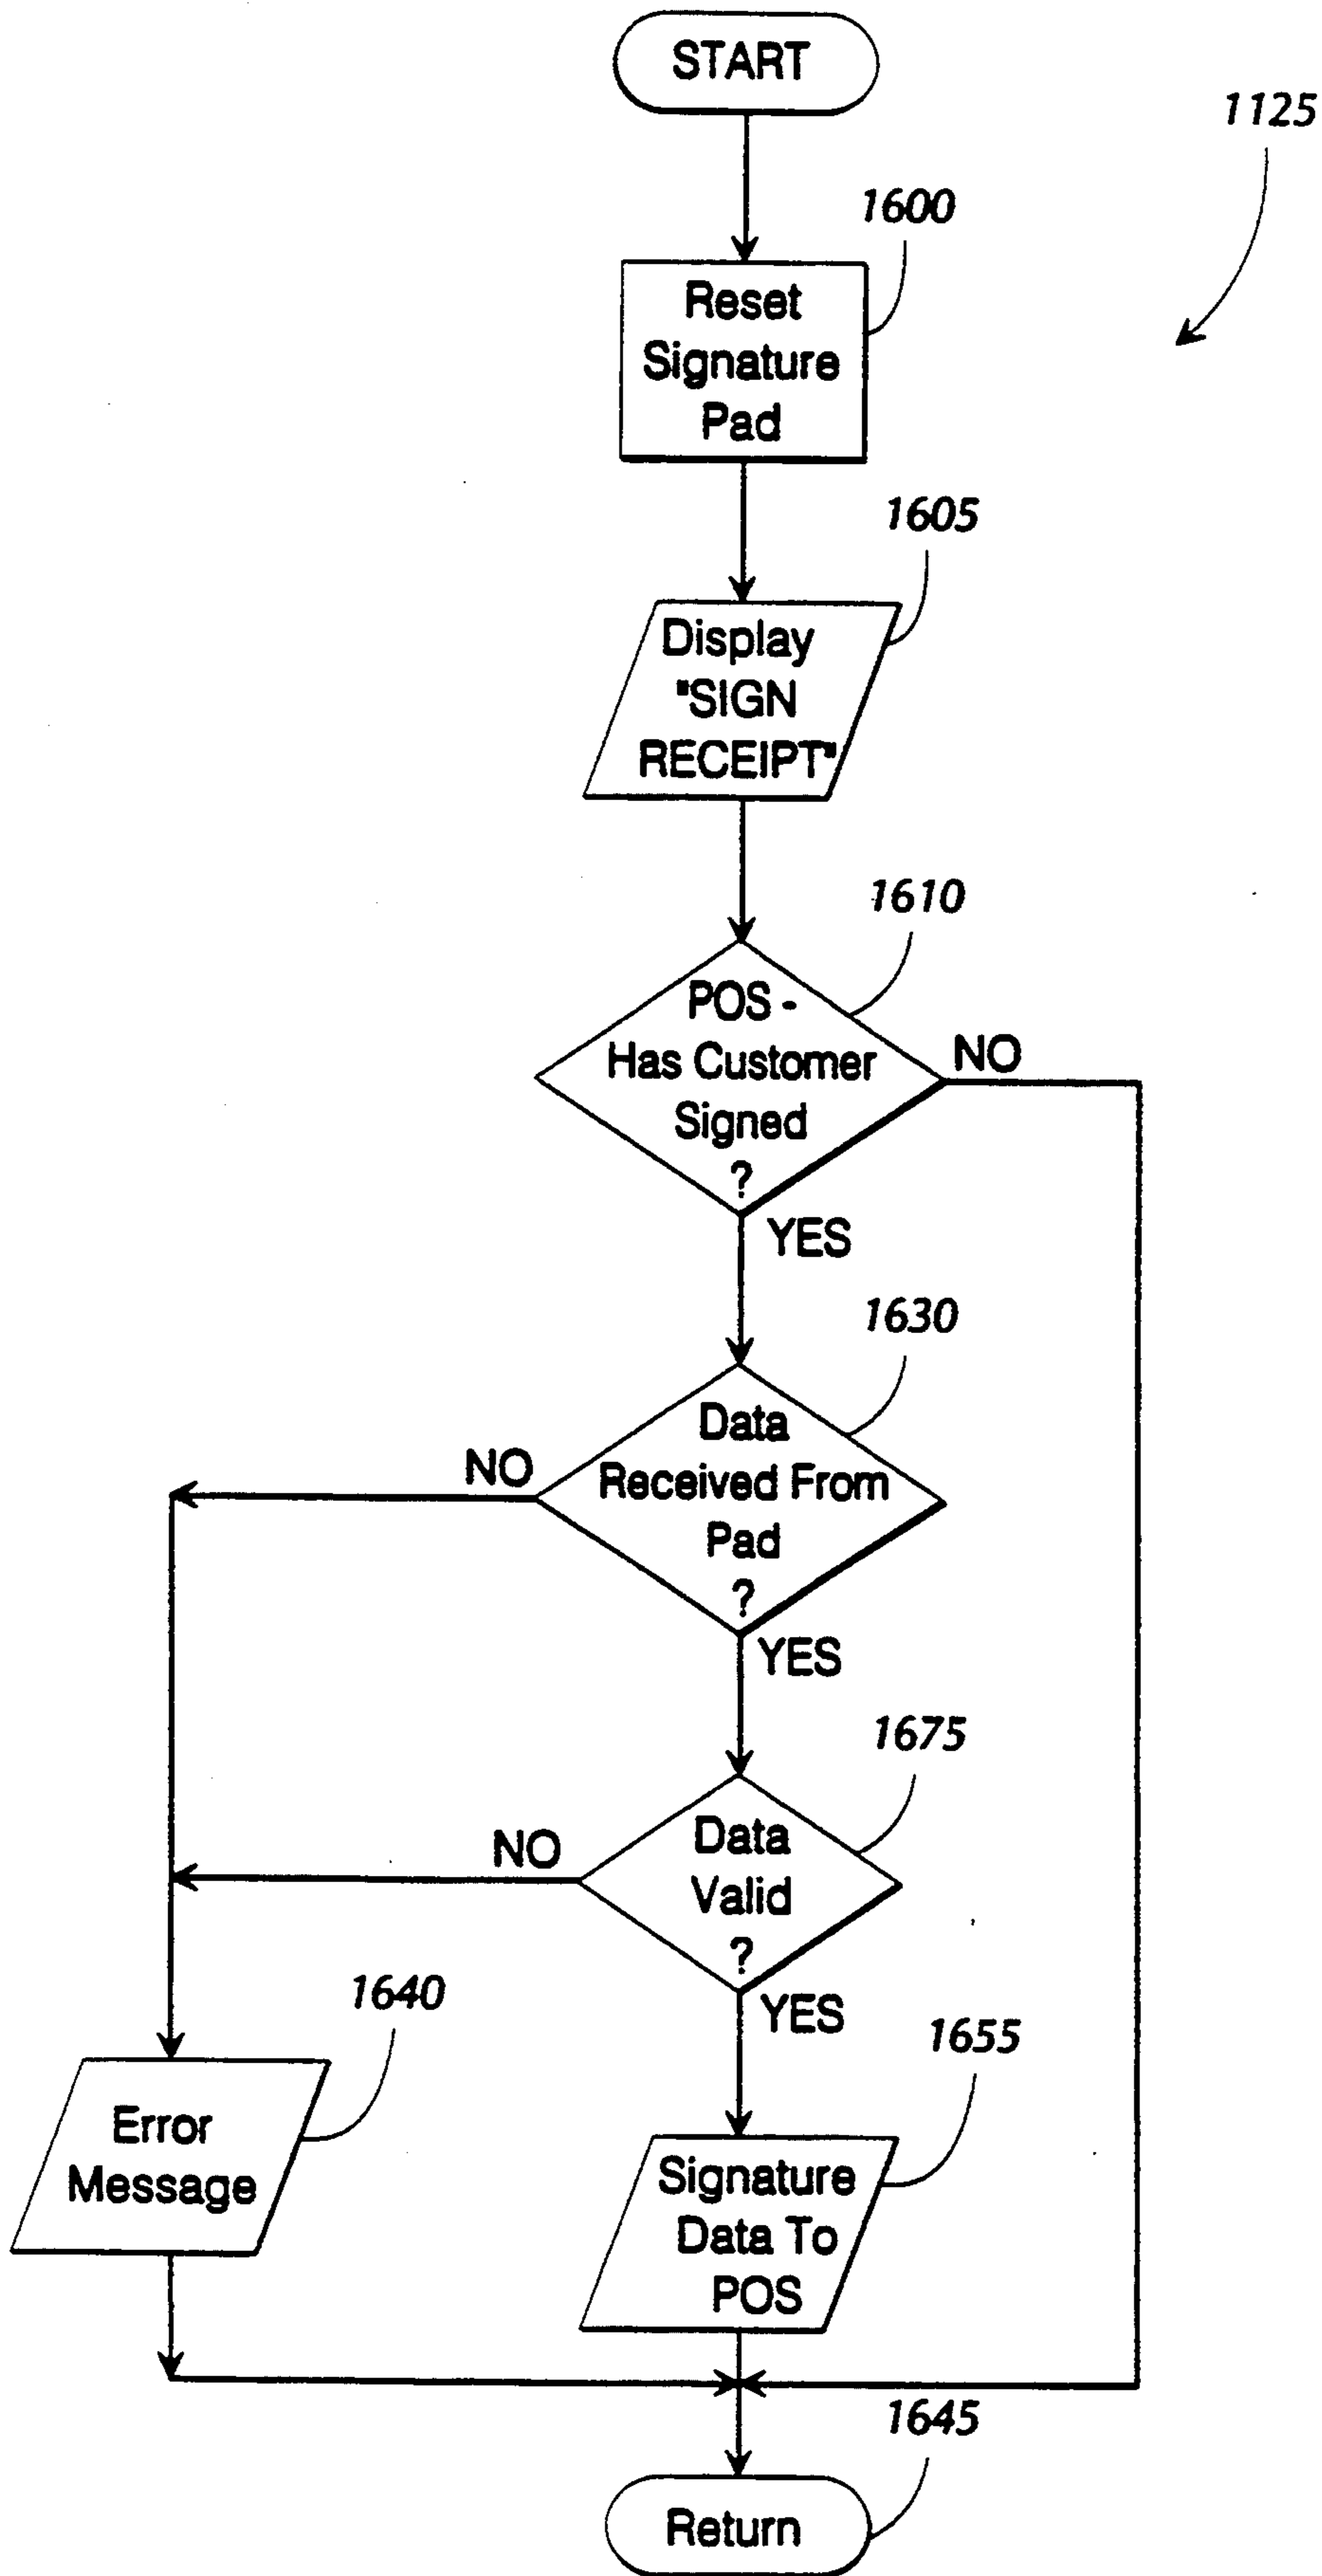 START
1125
1600
Reset
Signature
Pad
1605
Display
"SIGN
RECEIPT"
1610
POS -
Has Customer
Signed
?
NO
YES
1630
Data
Received From
Pad
?
NO
YES
1675
Data
Valid
?
NO
YES
1640
Error
Message
1655
Signature
Data To
POS
1645
Return